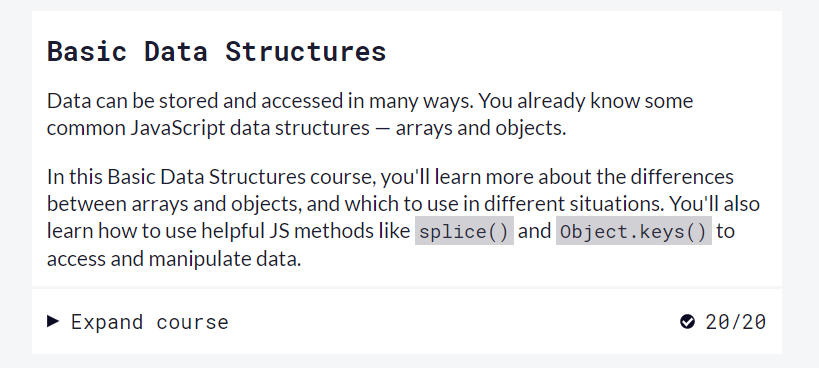 Basic Data Structures
Data can be stored and accessed in many ways. You already know some
common JavaScript data structures — arrays and objects.
In this Basic Data Structures course, you'll learn more about the differences
between arrays and objects, and which to use in different situations. You'll also
learn how to use helpful JS methods like splice() and Object.keys() to
access and manipulate data.
Expand course 20/20